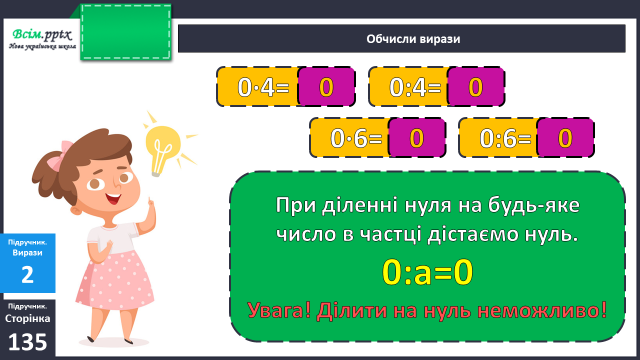 Всім.pptx
Нова українська школа
Обчисли вирази
0·4= 0 0:4= 0
0·6= 0 0:6= 0
При діленні нуля на будь-яке
число в частці дістаємо нуль.
0:а=0
Увага! Ділити на нуль неможливо!
Підручник.
Вирази
2
Підручник.
Сторінка
135